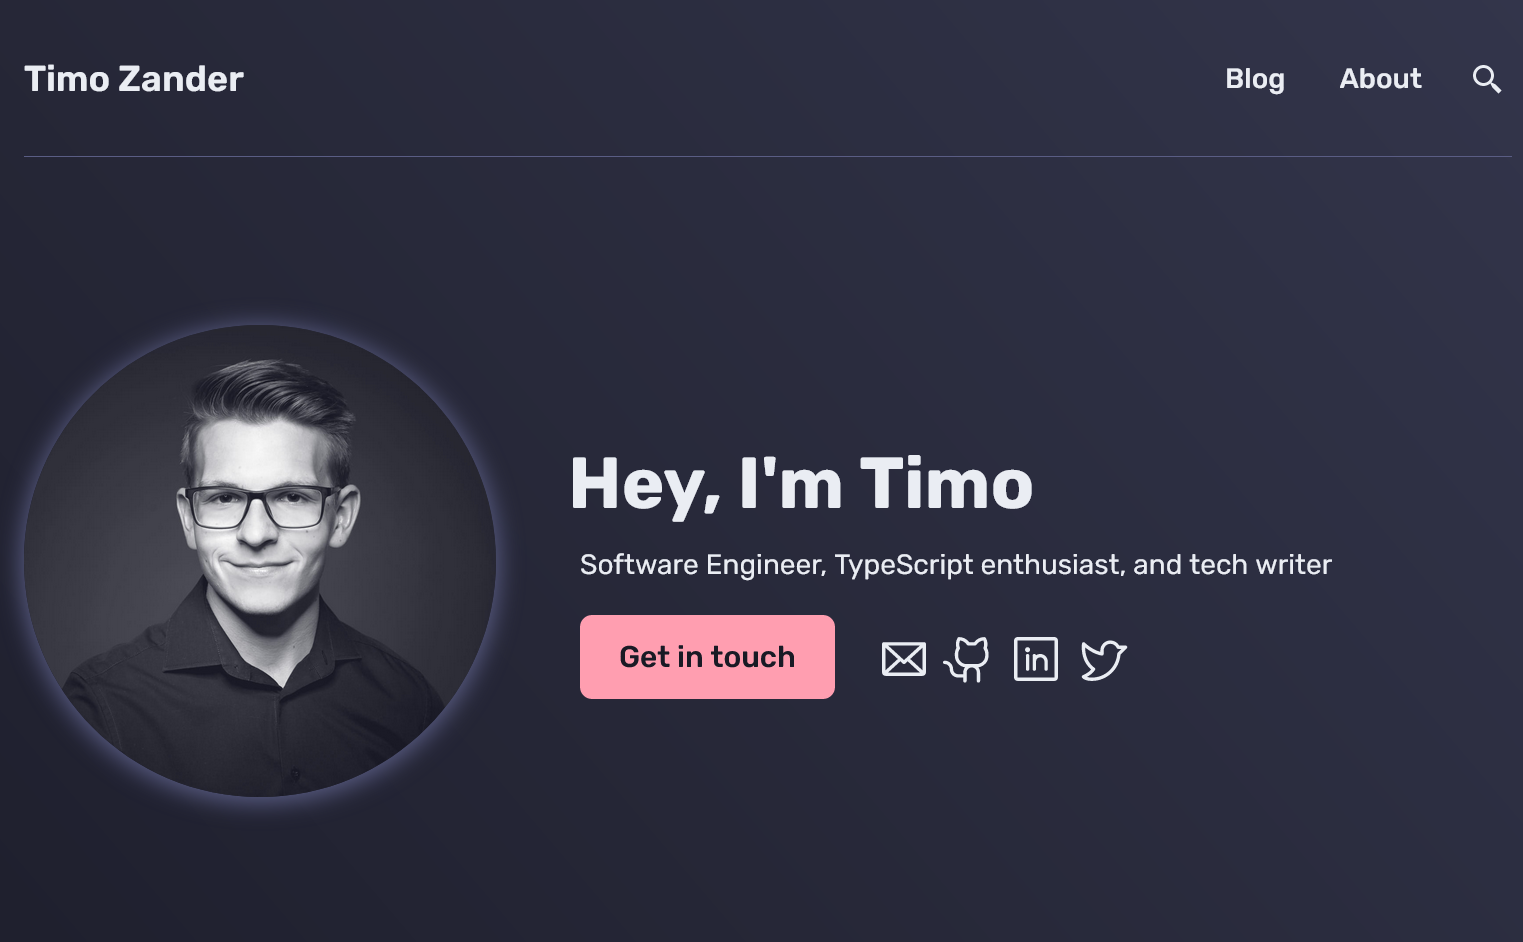 Timo Zander
Blog
About
Hey, I'm Timo
Software Engineer, TypeScript enthusiast, and tech writer
Get in touch
in